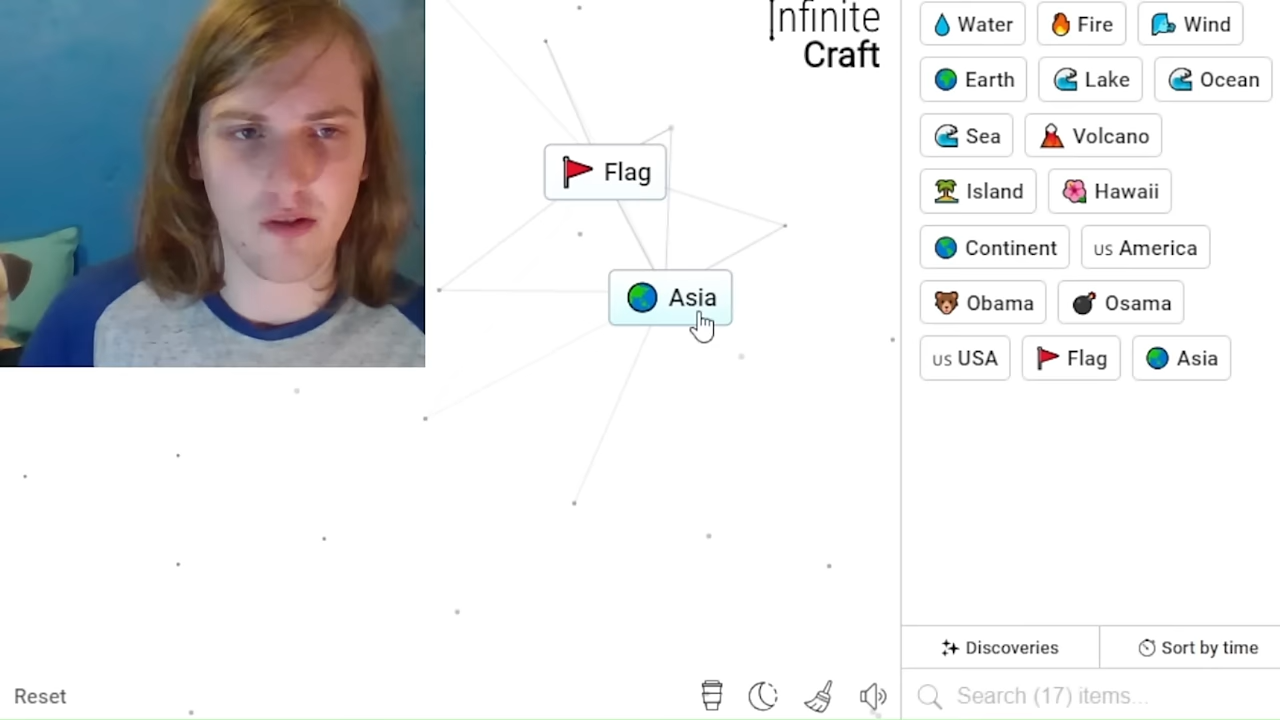 Infinite
Craft
Water Fire Wind
Earth Lake Ocean
Sea Volcano
Island Hawaii
Continent US America
Obama Osama
US USA Flag Asia
Flag
Asia
Discoveries Sort by time
Reset
Search (17) items...